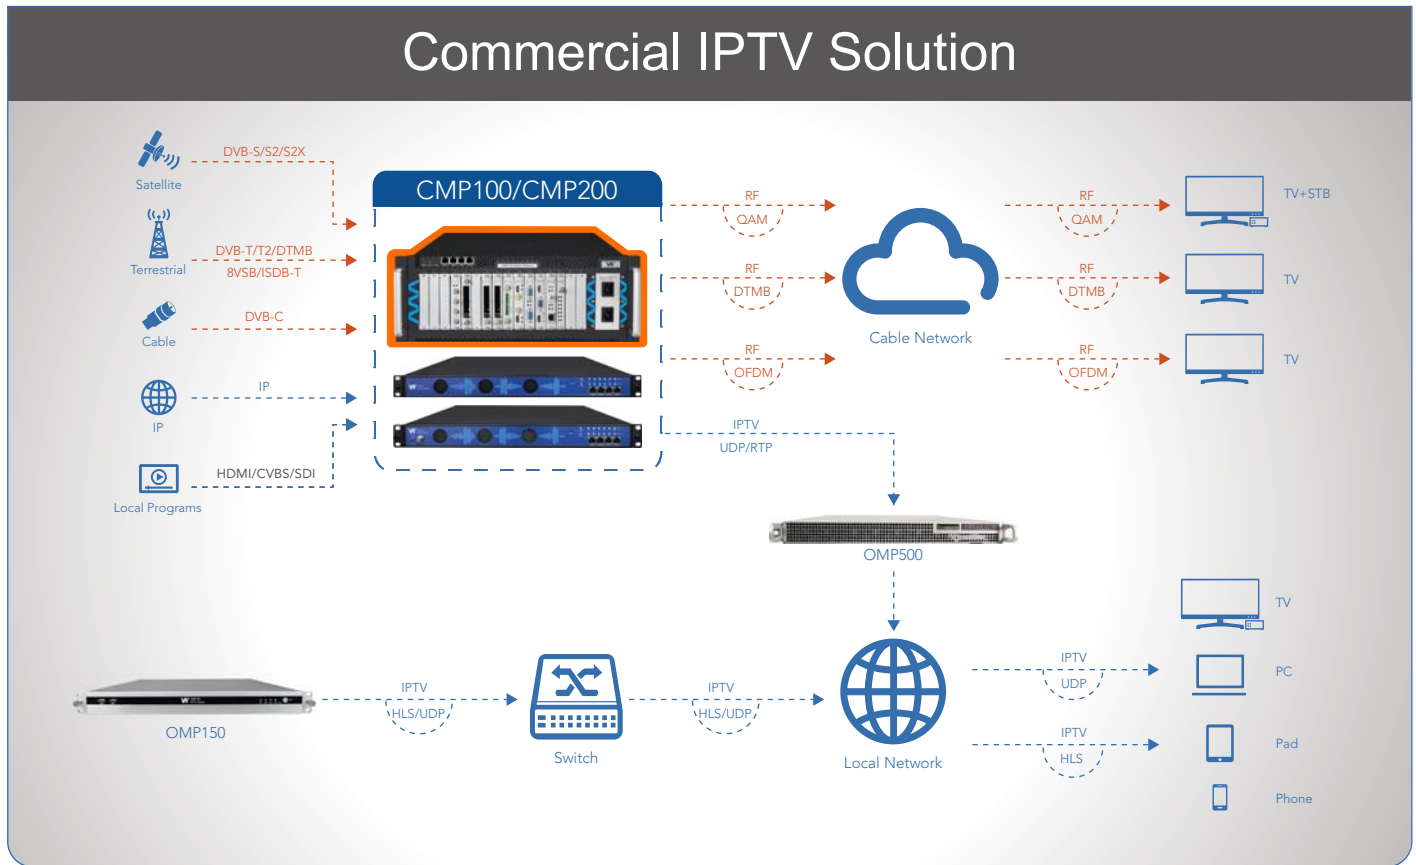 Commercial IPTV Solution
DVB-S/S2/S2X
Satellite
DVB-T/T2/DTMB
8VSB/ISDB-T
Terrestrial
DVB-C
Cable
IP
IP
HDMI/CVBS/SDI
Local Programs
CMP100/CMP200
RF
QAM
RF
DTMB
RF
OFDM
IPTV
UDP/RTP
Cable Network
RF
QAM
TV+STB
RF
DTMB
TV
RF
OFDM
TV
OMP500
OMP150
IPTV
HLS/UDP
Switch
IPTV
HLS/UDP
Local Network
TV
IPTV
UDP
PC
IPTV
HLS
Pad
Phone